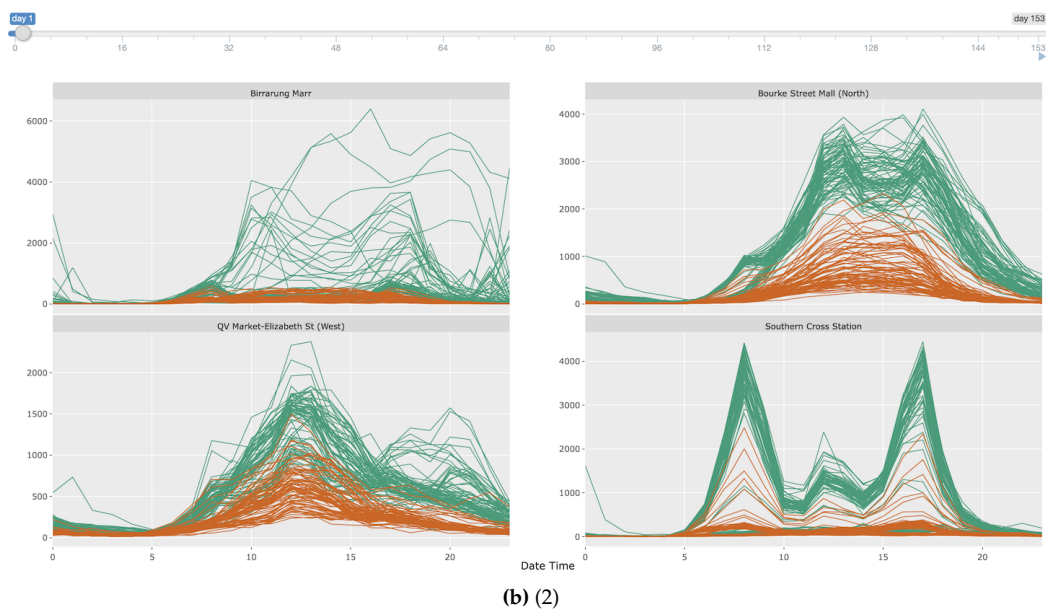 day 1 day 153
0 16 32 48 64 80 96 112 128 144 153
Birrarung Marr
6000
4000
2000
0
Bourke Street Mall (North)
4000
3000
2000
1000
0
QV Market-Elizabeth St (West)
2000
1500
1000
500
0
0 5 10 15 20
Southern Cross Station
4000
3000
2000
1000
0
0 5 10 15 20
Date Time
(b) (2)